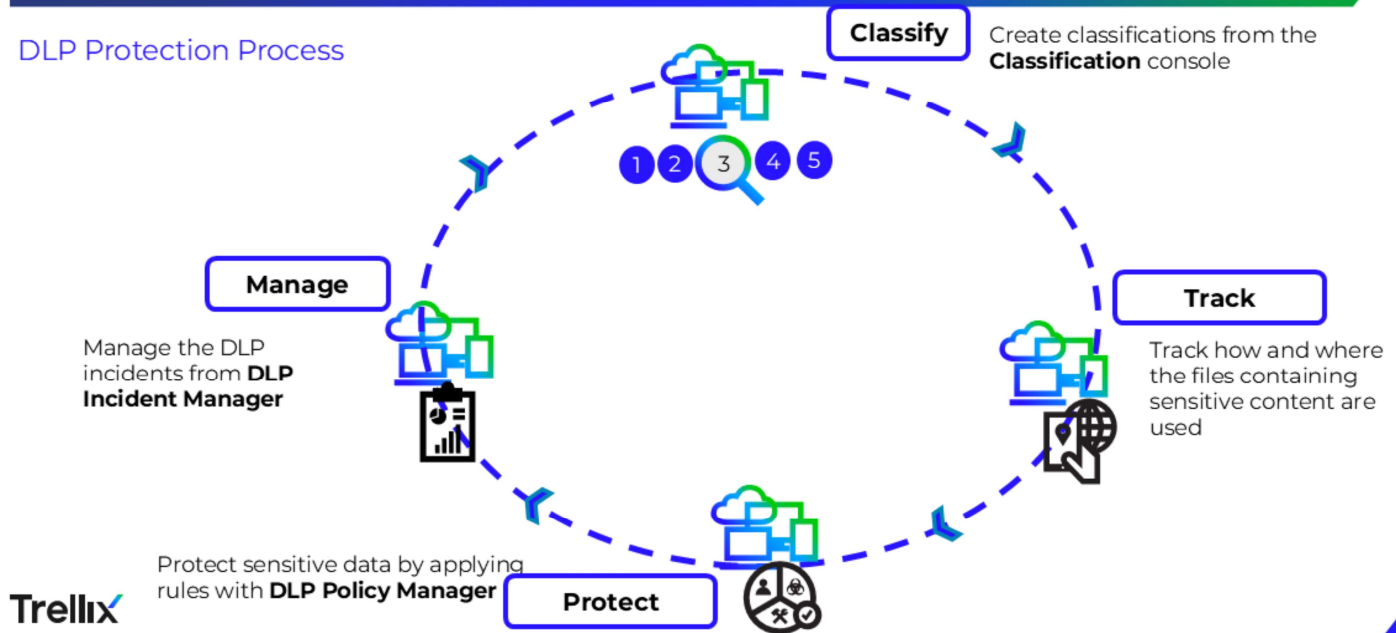 DLP Protection Process
Classify
Create classifications from the
Classification console
1 2 3 4 5
Manage
Manage the DLP
incidents from DLP
Incident Manager
Track
Track how and where
the files containing
sensitive content are
used
Protect sensitive data by applying
rules with DLP Policy Manager
Protect
Trellix